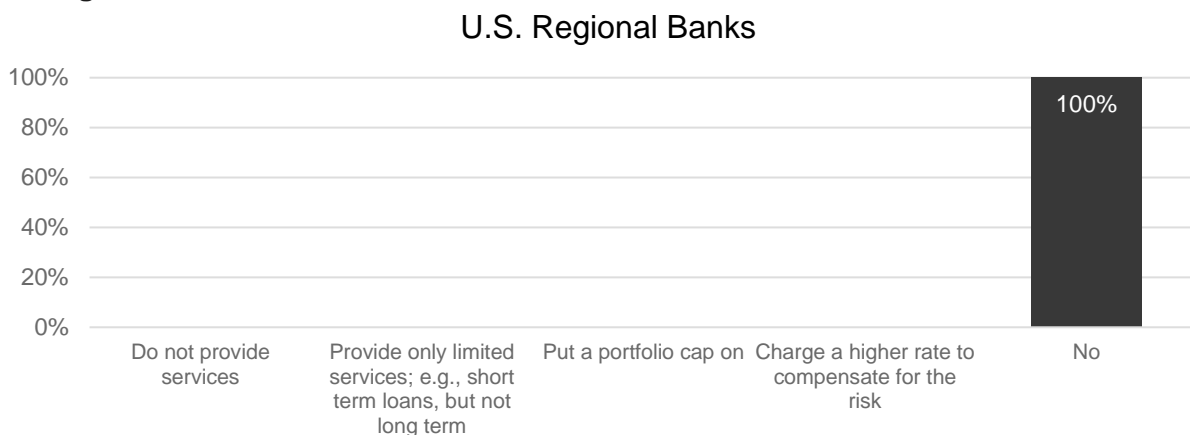 U.S. Regional Banks
100%
80%
60%
40%
20%
0%
100%
Do not provide
services
Provide only limited
services; e.g., short
term loans, but not
long term
Put a portfolio cap on
Charge a higher rate to
compensate for the
risk
No